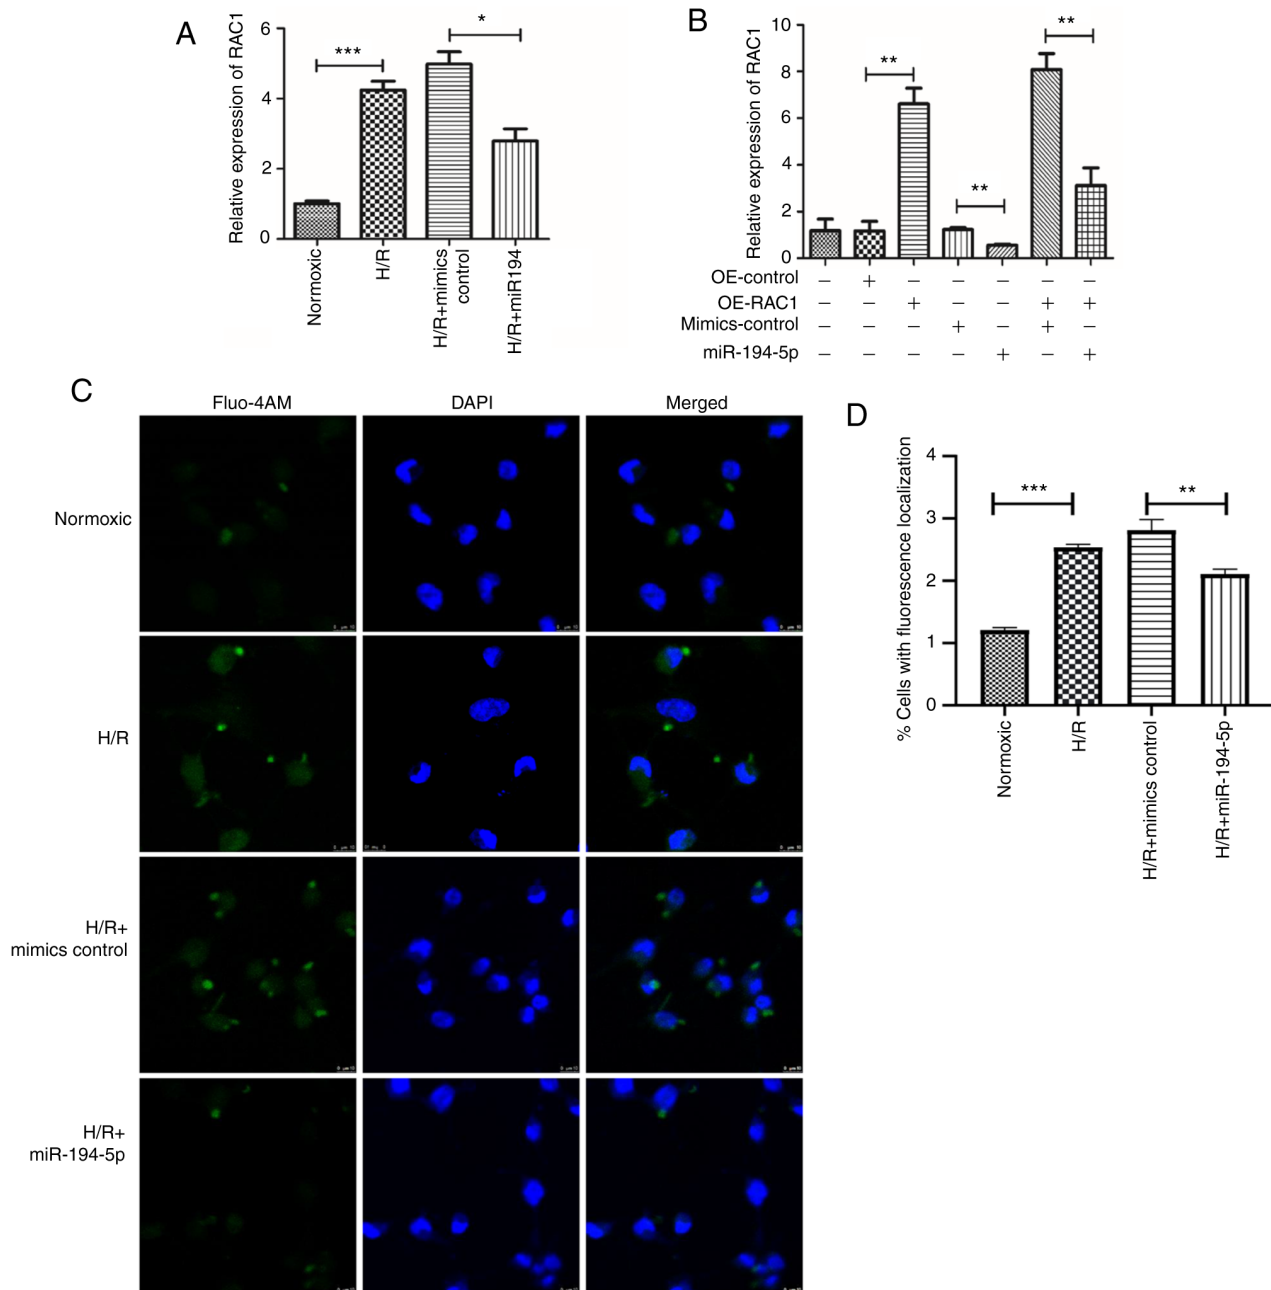 A
Relative expression of RAC1
6
4
2
0
***
*
Normoxic
H/R
H/R+mimics
control
H/R+miR194
B
Relative expression of RAC1
10
8
6
4
2
0
**
**
**
OE-control − + − − − − −
OE-RAC1 − − + − − + +
Mimics-control − − − + − + −
miR-194-5p − − − − + − +
C
Fluo-4AM DAPI Merged
Normoxic
H/R
H/R+
mimics control
H/R+
miR-194-5p
D
% Cells with fluorescence localization
4
3
2
1
0
***
**
Normoxic
H/R
H/R+mimics control
H/R+miR-194-5p